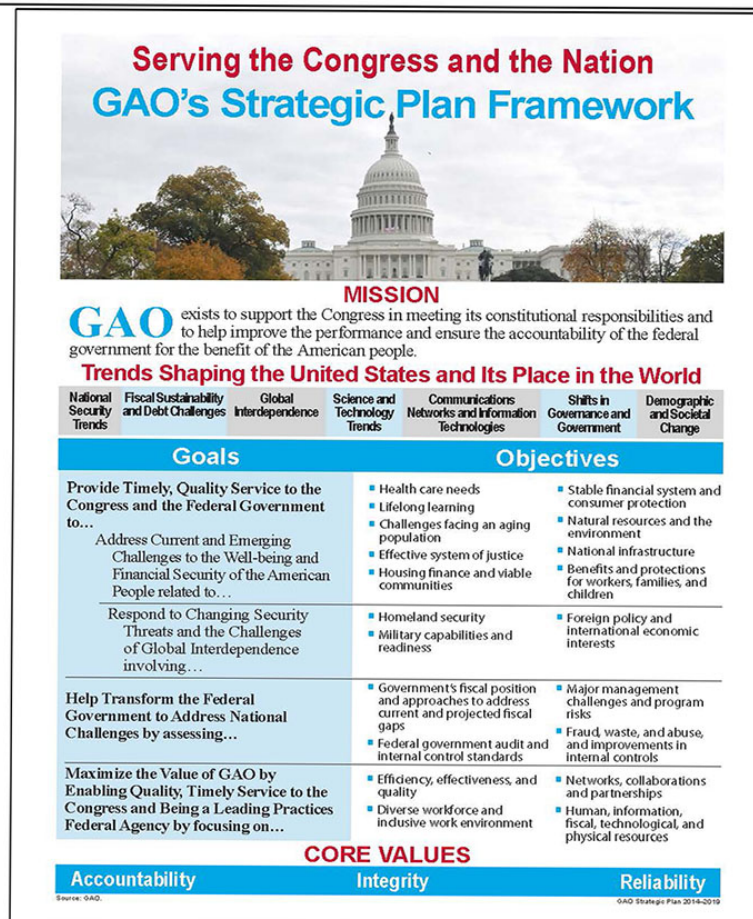 Serving the Congress and the Nation
GAO's Strategic Plan Framework
MISSION
GAO exists to support the Congress in meeting its constitutional responsibilities and
to help improve the performance and ensure the accountability of the federal
government for the benefit of the American people.
Trends Shaping the United States and Its Place in the World
National
Security
Trends
Fiscal Sustainability
and Debt Challenges
Global
Interdependence
Science and
Technology
Trends
Communications
Networks and Information
Technologies
Shifts in
Governance and
Government
Demographic
and Societal
Change
Goals
Objectives
Provide Timely, Quality Service to the
Congress and the Federal Government
to…
Address Current and Emerging
Challenges to the Well-being and
Financial Security of the American
People related to…
▪ Health care needs
▪ Lifelong learning
▪ Challenges facing an aging
population
▪ Effective system of justice
▪ Housing finance and viable
communities
▪ Stable financial system and
consumer protection
▪ Natural resources and the
environment
▪ National infrastructure
▪ Benefits and protections
for workers, families, and
children
Respond to Changing Security
Threats and the Challenges
of Global Interdependence
involving…
▪ Homeland security
▪ Military capabilities and
readiness
▪ Foreign policy and
international economic
interests
Help Transform the Federal
Government to Address National
Challenges by assessing…
▪ Government's fiscal position
and approaches to address
current and projected fiscal
gaps
▪ Federal government audit and
internal control standards
▪ Major management
challenges and program
risks
▪ Fraud, waste, and abuse,
and improvements in
internal controls
Maximize the Value of GAO by
Enabling Quality, Timely Service to the
Congress and Being a Leading Practices
Federal Agency by focusing on…
▪ Efficiency, effectiveness, and
quality
▪ Diverse workforce and
inclusive work environment
▪ Networks, collaborations
and partnerships
▪ Human, information,
fiscal, technological, and
physical resources
CORE VALUES
Accountability
Integrity
Reliability
Source: GAO.
GAO Strategic Plan 2014–2019